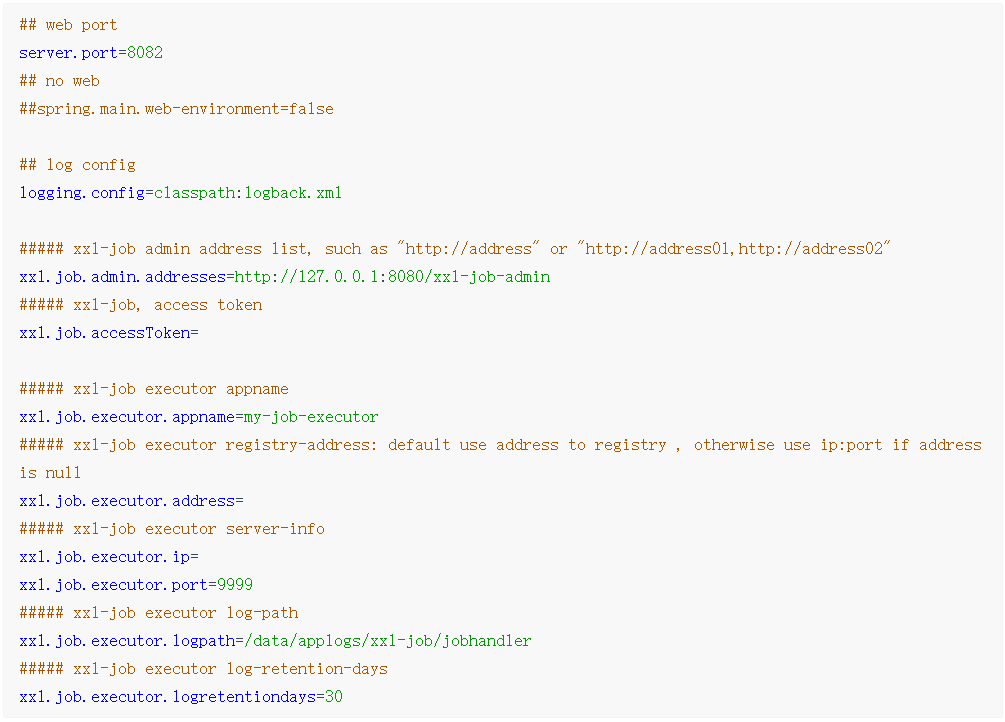 ## web port
server.port=8082
## no web
##spring.main.web-environment=false
## log config
logging.config=classpath:logback.xml
##### xxl-job admin address list, such as "http://address" or "http://address01,http://address02"
xxl.job.admin.addresses=http://127.0.0.1:8080/xxl-job-admin
##### xxl-job, access token
xxl.job.accessToken=
##### xxl-job executor appname
xxl.job.executor.appname=my-job-executor
##### xxl-job executor registry-address: default use address to registry , otherwise use ip:port if address
is null
xxl.job.executor.address=
##### xxl-job executor server-info
xxl.job.executor.ip=
xxl.job.executor.port=9999
##### xxl-job executor log-path
xxl.job.executor.logpath=/data/applogs/xxl-job/jobhandler
##### xxl-job executor log-retention-days
xxl.job.executor.logretentiondays=30